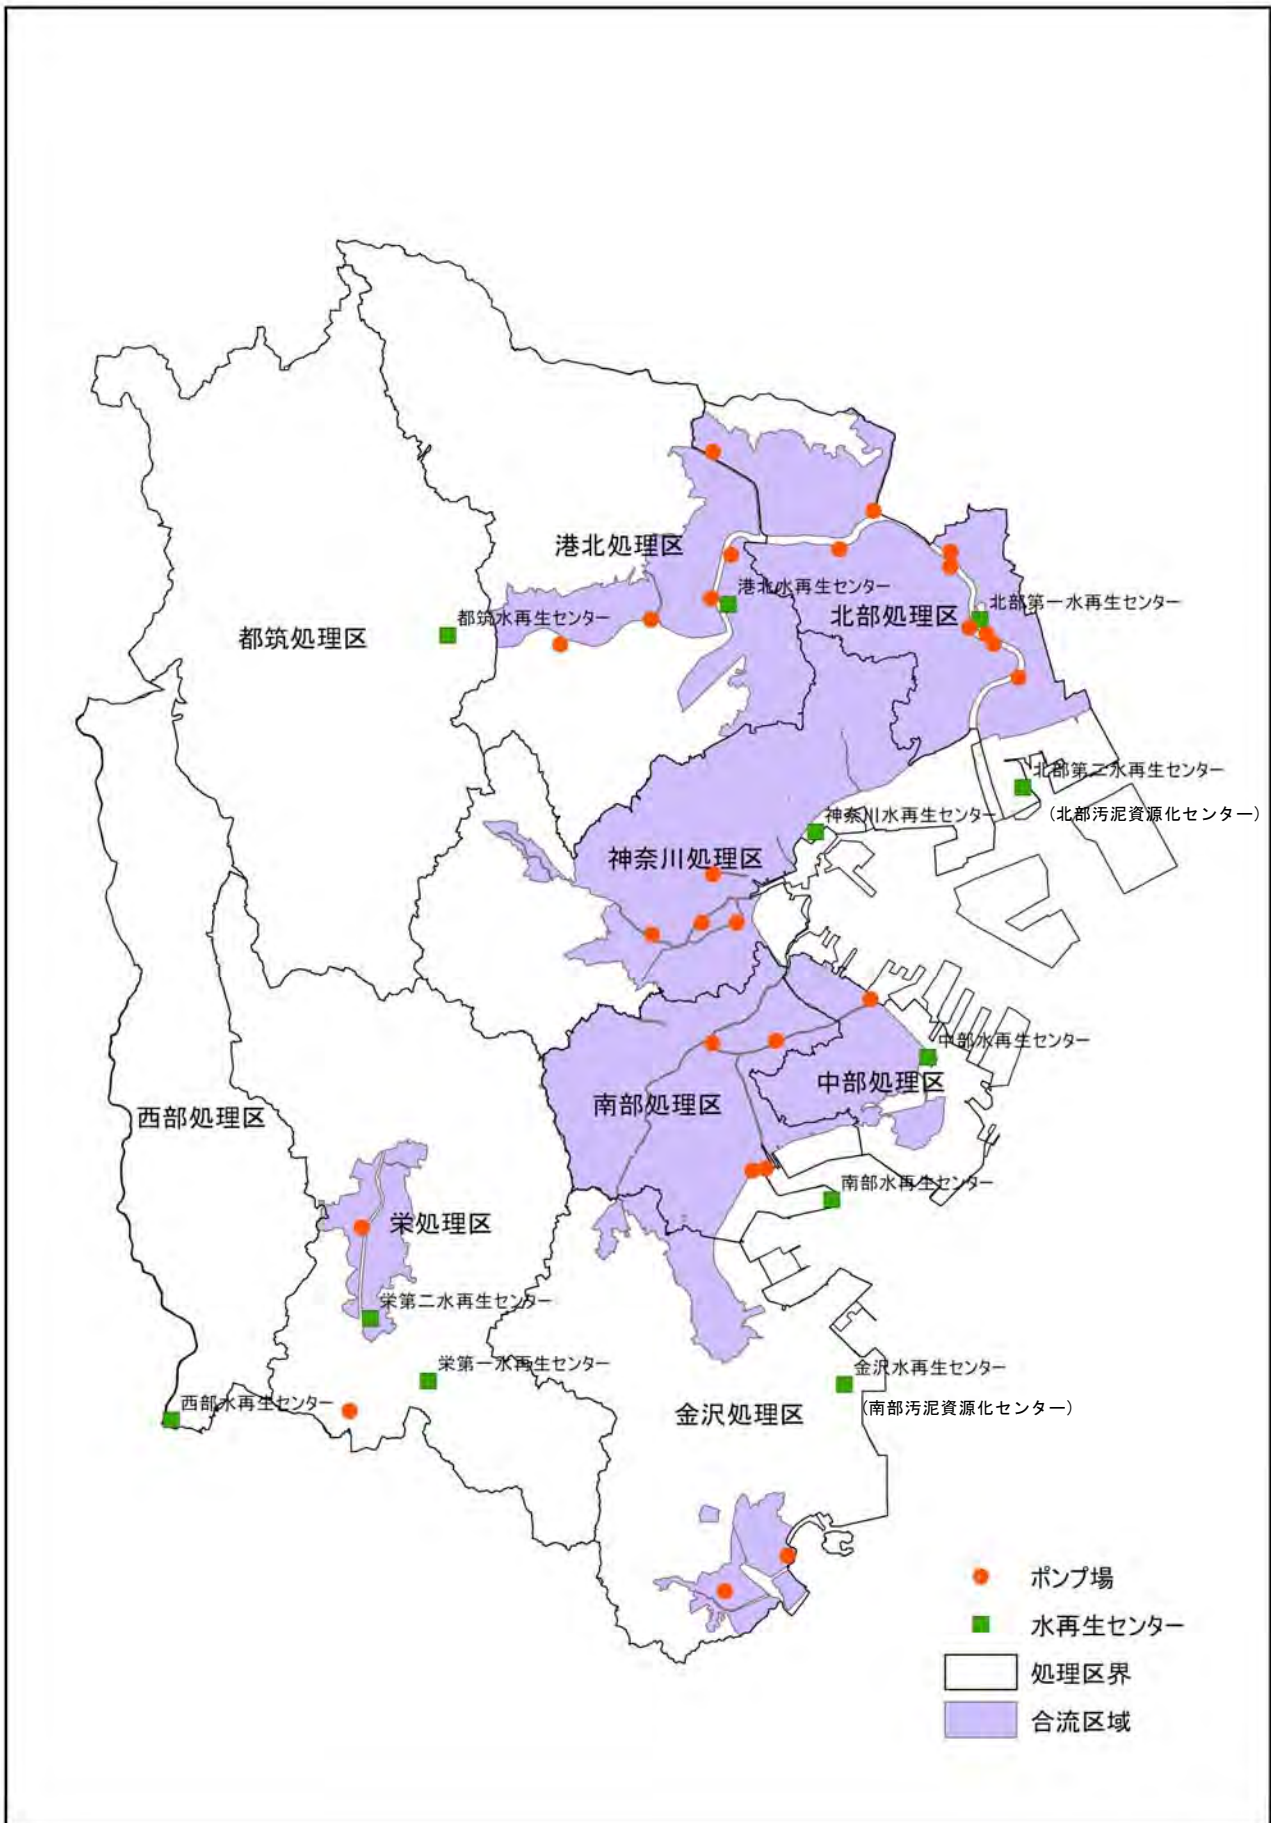 港北処理区
港北水再生センター
北部処理区
北部第一水再生センター
都筑水再生センター
都筑処理区
北部第二水再生センター
（北部汚泥資源化センター）
神奈川水再生センター
神奈川処理区
中部水再生センター
中部処理区
南部処理区
西部処理区
南部水再生センター
栄処理区
栄第二水再生センター
栄第一水再生センター
金沢水再生センター
（南部汚泥資源化センター）
西部水再生センター
金沢処理区
ポンプ場
水再生センター
処理区界
合流区域